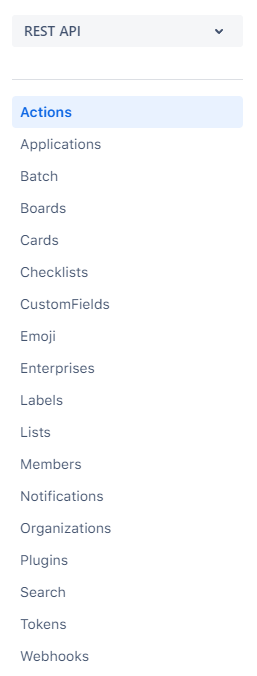 REST API
Actions
Applications
Batch
Boards
Cards
Checklists
CustomFields
Emoji
Enterprises
Labels
Lists
Members
Notifications
Organizations
Plugins
Search
Tokens
Webhooks